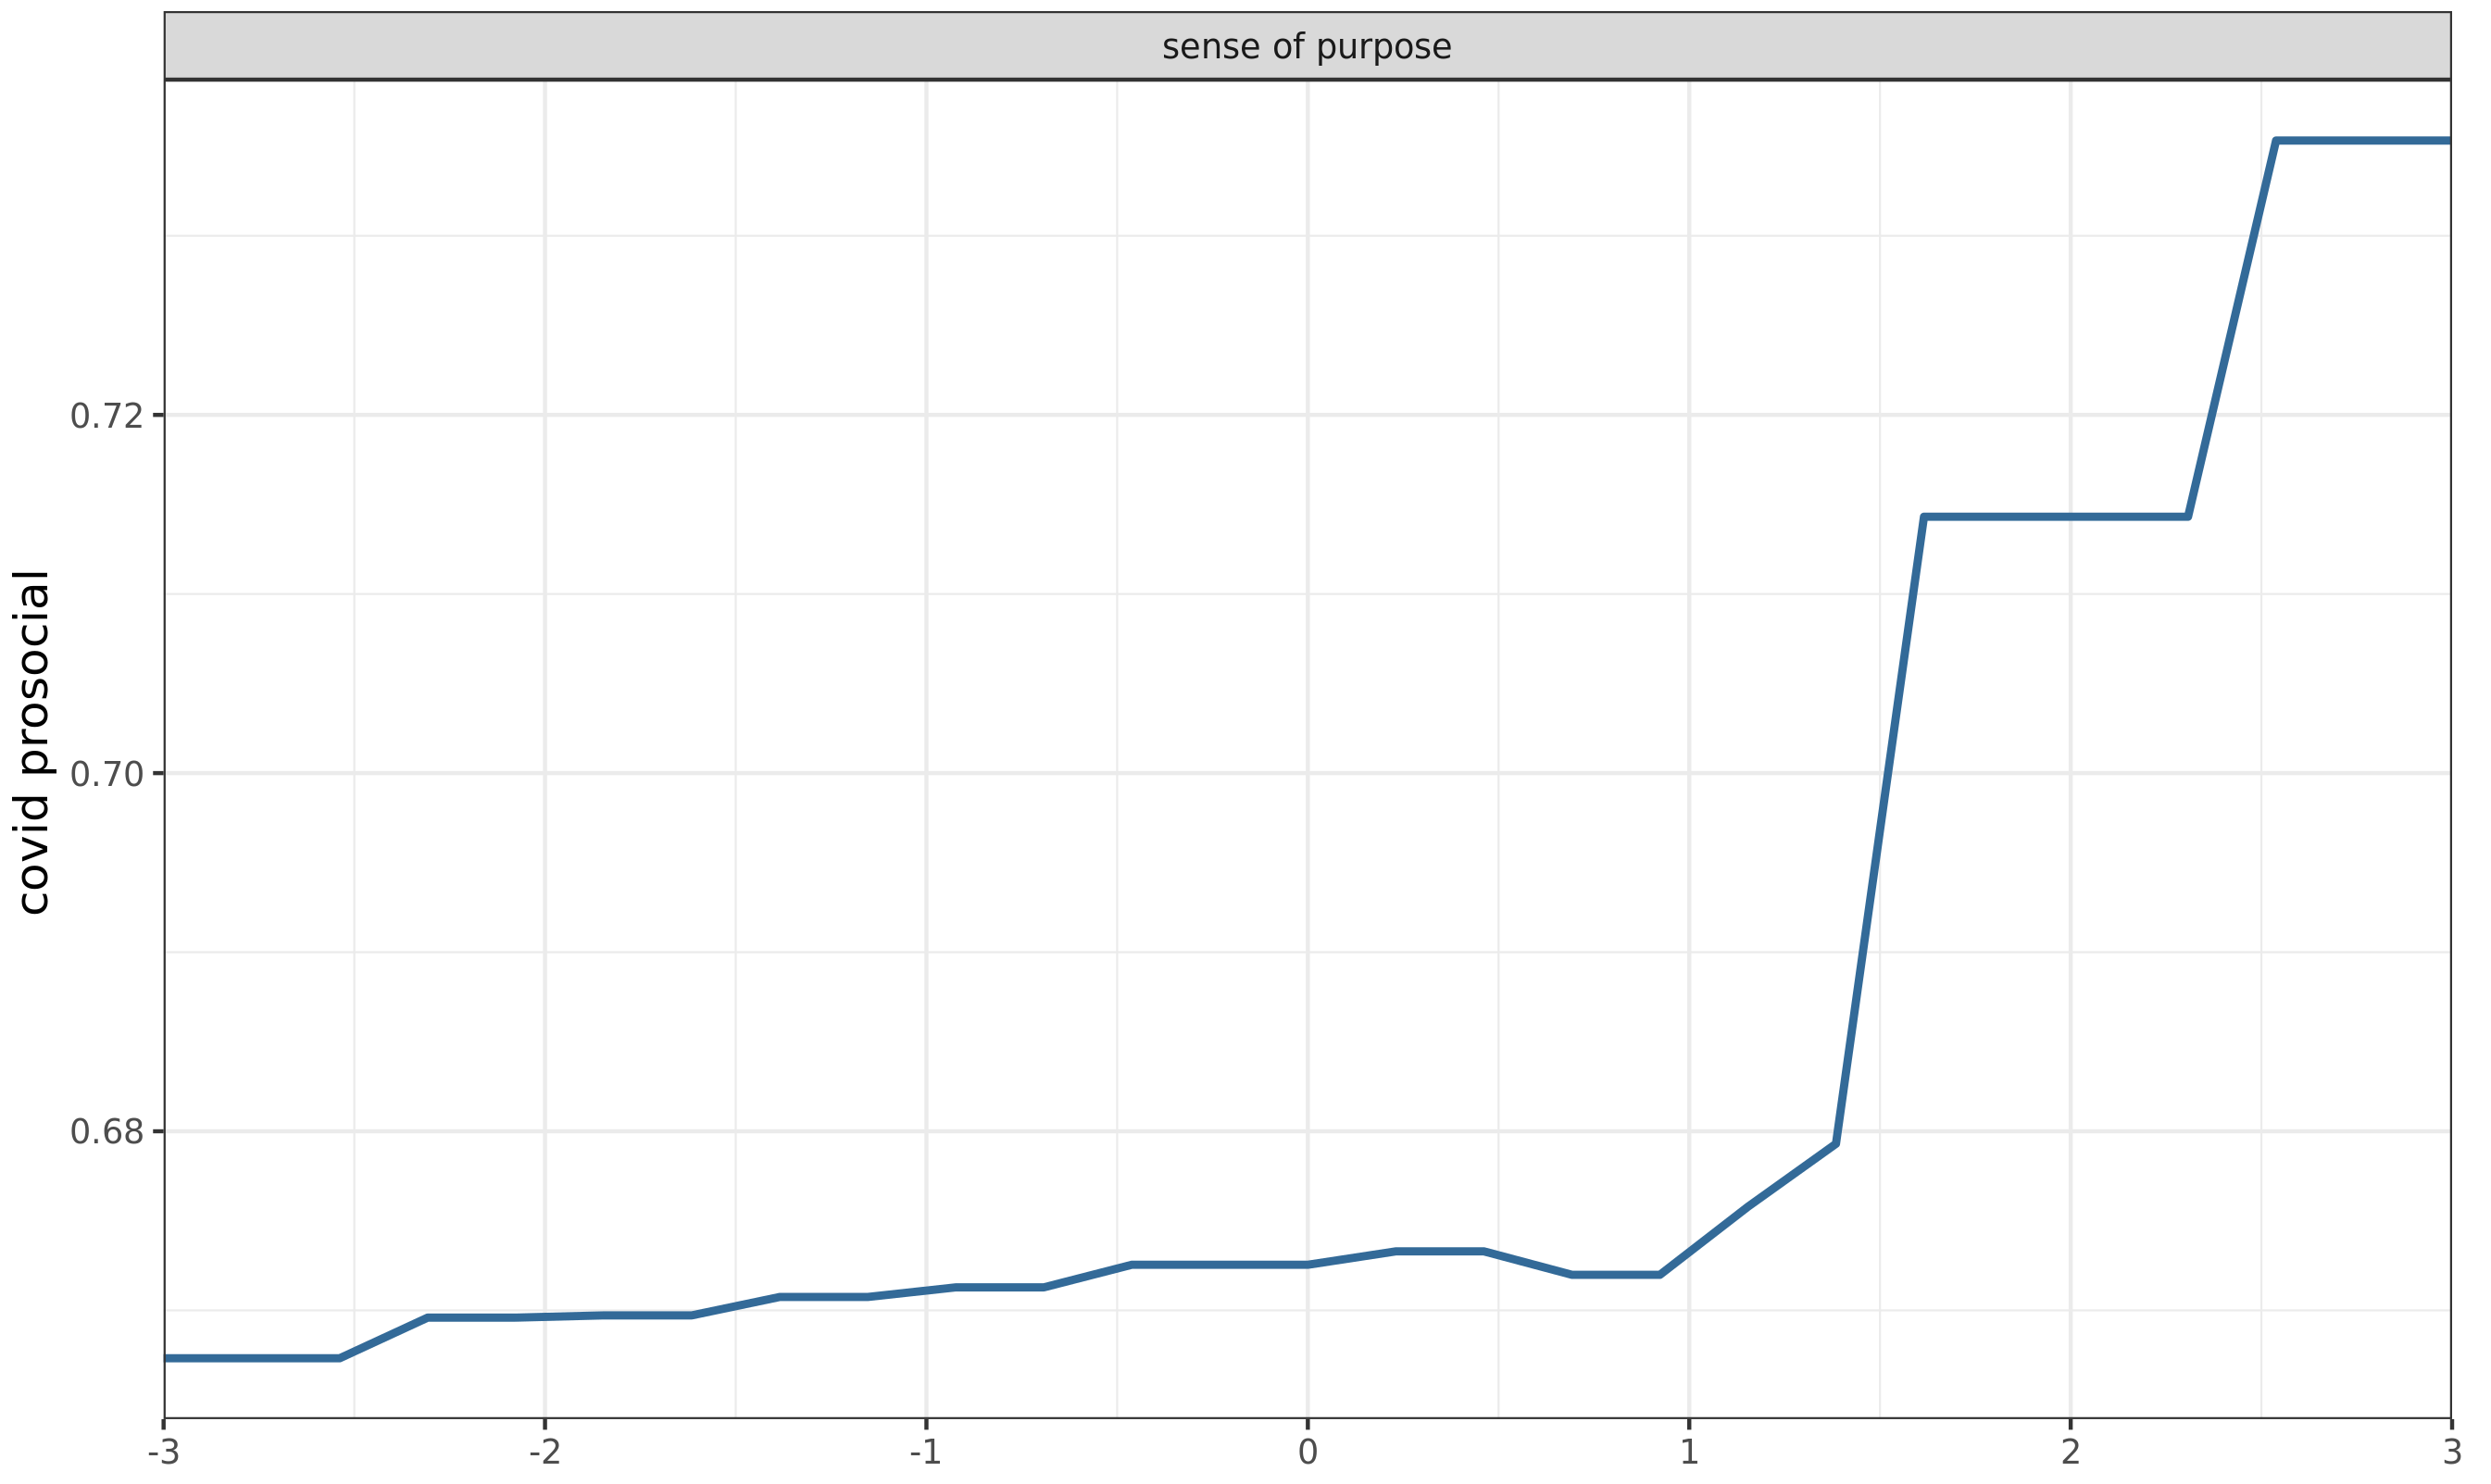 sense of purpose
covid prosocial
0.72
0.70
0.68
-3 -2 -1 0 1 2 3